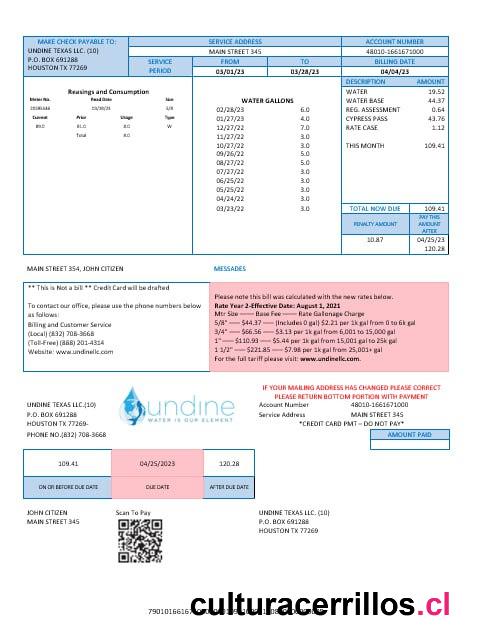 MAKE CHECK PAYABLE TO:
UNDINE TEXAS LLC. (10)
P.O. BOX 691288
HOUSTON TX 77269
SERVICE ADDRESS
MAIN STREET 345
ACCOUNT NUMBER
48010-1661671000
SERVICE PERIOD
FROM
TO
BILLING DATE
03/01/23
03/28/23
04/04/23
Reasings and Consumption
Meter No. Read Date Size
03/28/23 5/8
Current Prior Usage Type
89.0 81.0 8.0 W
Total 8.0
WATER GALLONS
02/28/23 6.0
01/27/23 4.0
12/27/22 7.0
11/27/22 3.0
10/27/22 3.0
09/26/22 5.0
08/27/22 5.0
07/27/22 3.0
06/25/22 3.0
05/25/22 3.0
04/24/22 3.0
03/23/22 3.0
DESCRIPTION AMOUNT
WATER 19.52
WATER BASE 44.37
REG. ASSESSMENT 0.64
CYPRESS PASS 43.76
RATE CASE 1.12
THIS MONTH 109.41
TOTAL NOW DUE 109.41
PENALTY AMOUNT
PAY THIS
AMOUNT
AFTER
10.87 04/25/23
120.28
MAIN STREET 354, JOHN CITIZEN
MESSADES
** This is Not a bill ** Credit Card will be drafted
To contact our office, please use the phone numbers below
as follows:
Billing and Customer Service
(Local) (832) 708-3668
(Toll-Free) (888) 201-4314
Website: www.undinellc.com
Please note this bill was calculated with the new rates below.
Rate Year 2-Effective Date: August 1, 2021
Mtr Size —— Base Fee—– Rate Gallonage Charge
5/8" —— $44.37 —– (Includes 0 gal) $2.21 per 1k gal from 0 to 6k gal
3/4" —— $66.56 —– $3.13 per 1k gal from 6,001 to 15,000 gal
1" —— $110.93 —– $5.44 per 1k gal from 15,001 gal to 25k gal
1 1/2" —— $221.85 —– $7.98 per 1k gal from 25,001+ gal
For the full tariff please visit: www.undinellc.com.
UNDINE TEXAS LLC.(10)
P.O. BOX 691288
HOUSTON TX 77269-
PHONE NO.(832) 708-3668
undine
WATER IS OUR ELEMENT
IF YOUR MAILING ADDRESS HAS CHANGED PLEASE CORRECT
PLEASE RETURN BOTTOM PORTION WITH PAYMENT
Account Number 48010-1661671000
Service Address MAIN STREET 345
*CREDIT CARD PMT – DO NOT PAY*
AMOUNT PAID
109.41 04/25/2023 120.28
ON OR BEFORE DUE DATE DUE DATE AFTER DUE DATE
JOHN CITIZEN
MAIN STREET 345
Scan To Pay
UNDINE TEXAS LLC. (10)
P.O. BOX 691288
HOUSTON TX 77269
culturacerrillos.cl